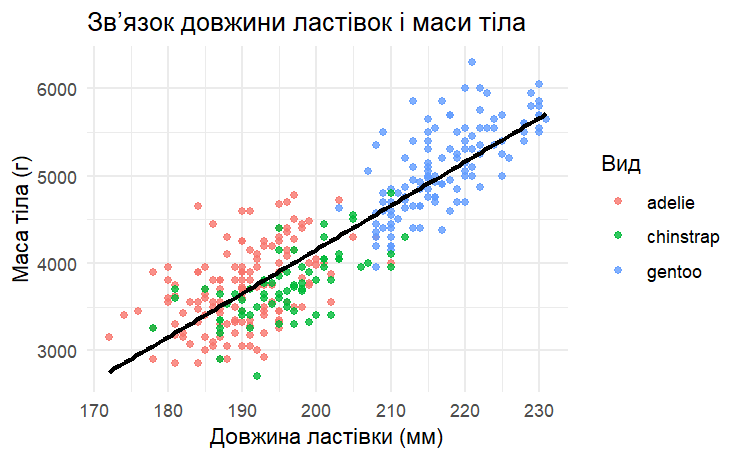 Зв’язок довжини ластівок і маси тіла
6000
5000
4000
3000
Маса тіла (г)
170 180 190 200 210 220 230
Довжина ластівки (мм)
Вид
adelie
chinstrap
gentoo